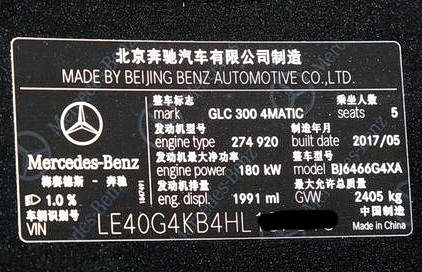 北京奔驰汽车有限公司制造
MADE BY BEIJING BENZ AUTOMOTIVE CO.,LTD.
整车标志 乘坐人数
mark GLC 300 4MATIC seats 5
发动机型号 制造年月
engine type 274 920 built date 2017/05
发动机最大净功率 整车型号
engine power 180 kW model BJ6466G4XA
发动机排量 最大允许总质量
eng. displ. 1991 ml GVW 2405 kg
Mercedes-Benz
梅赛德斯 - 奔驰
1.0 %
车辆识别号 中国制造
VIN LE40G4KB4HL Made in China